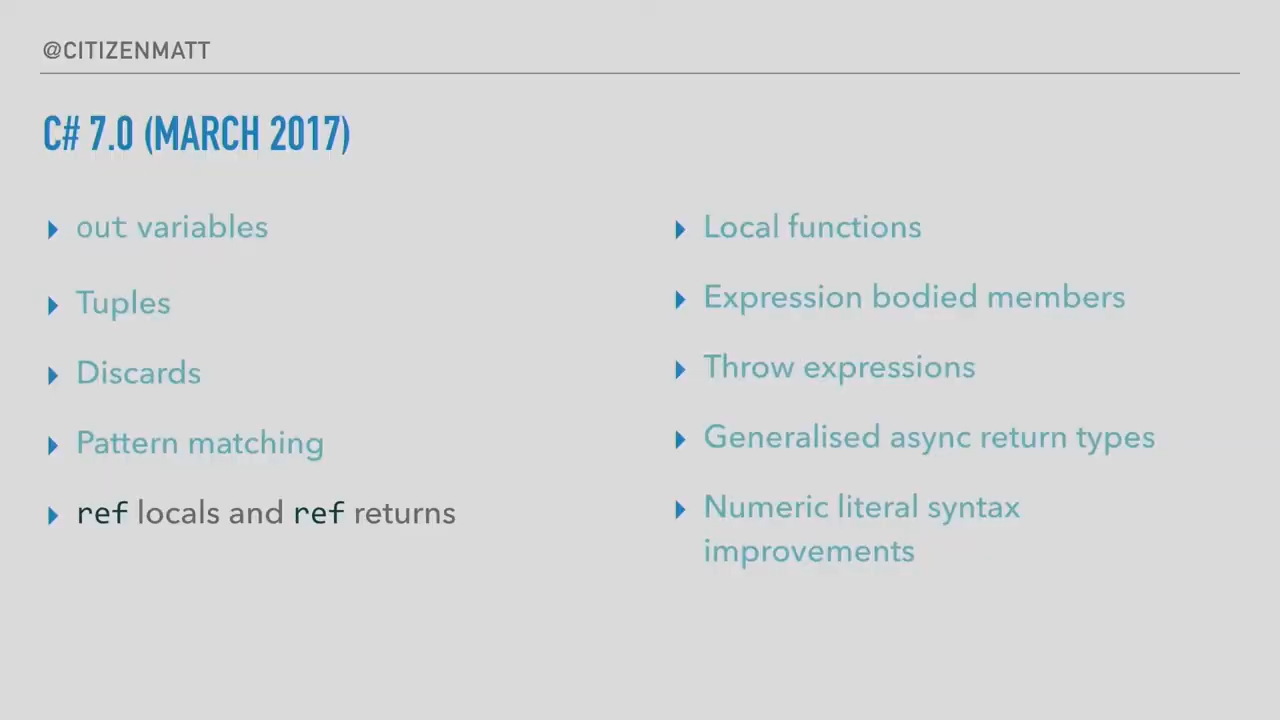 @CITIZENMATT
C# 7.0 (MARCH 2017)
out variables
Tuples
Discards
Pattern matching
ref locals and ref returns
Local functions
Expression bodied members
Throw expressions
Generalised async return types
Numeric literal syntax
improvements